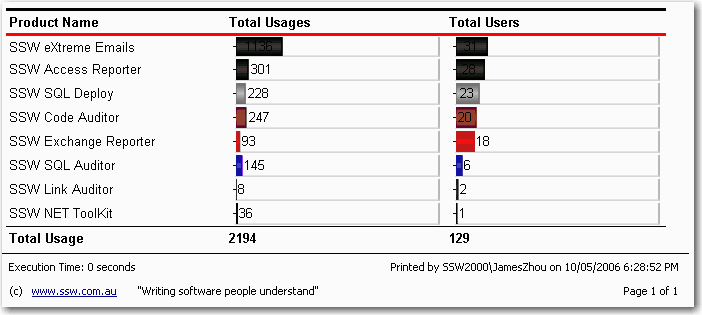 Product Name Total Usages Total Users
SSW eXtreme Emails 1136 31
SSW Access Reporter 301 28
SSW SQL Deploy 228 23
SSW Code Auditor 247 20
SSW Exchange Reporter 93 18
SSW SQL Auditor 145 6
SSW Link Auditor 8 2
SSW NET ToolKit 36 1
Total Usage 2194 129
Execution Time: 0 seconds Printed by SSW2000\JamesZhou on 10/05/2006 6:28:52 PM
(c) www.ssw.com.au "Writing software people understand" Page 1 of 1